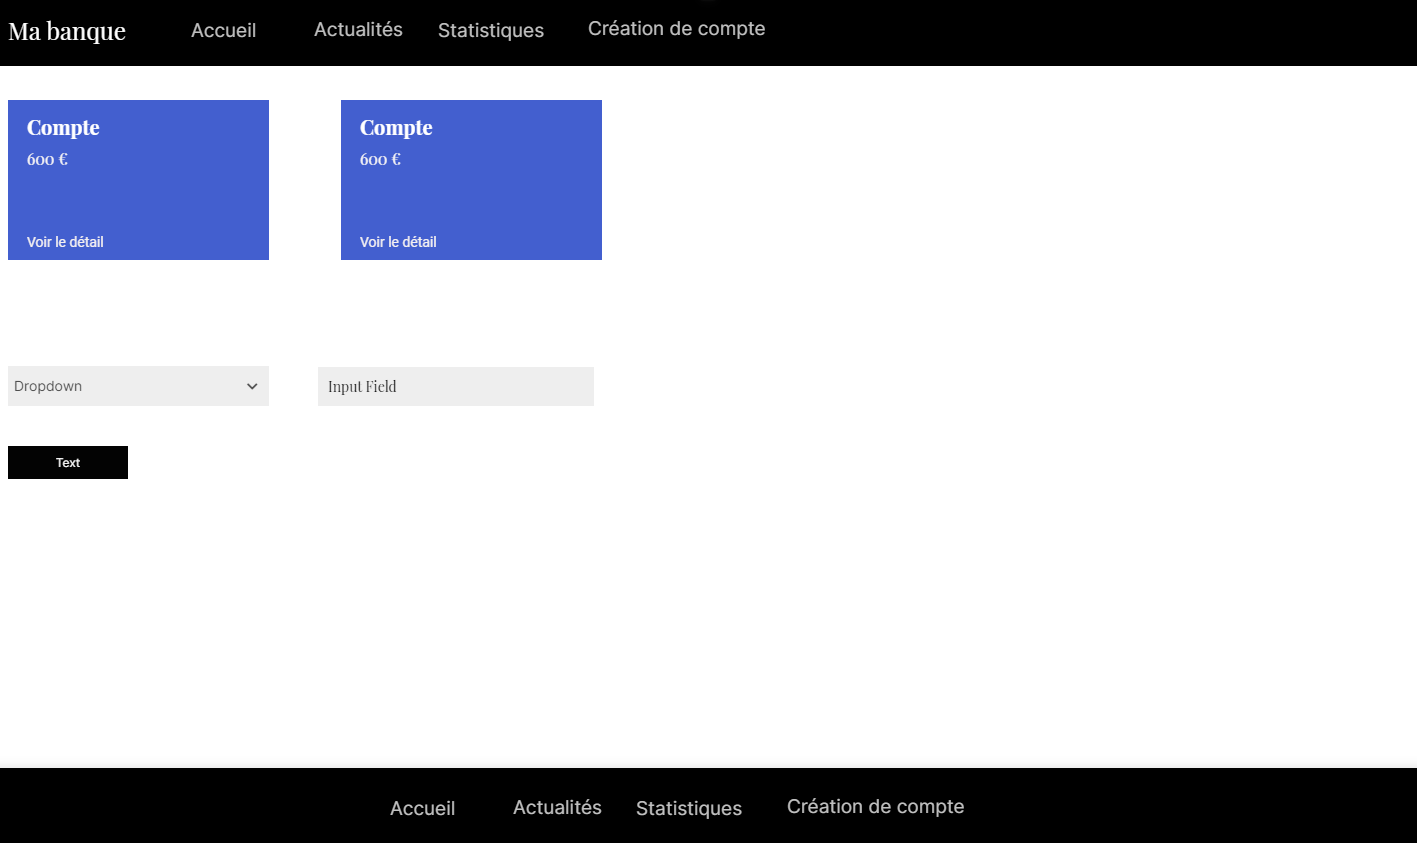 Ma banque Accueil Actualités Statistiques Création de compte
Compte Compte
600 € 600 €
Voir le détail Voir le détail
Dropdown Input Field
Text
Accueil Actualités Statistiques Création de compte